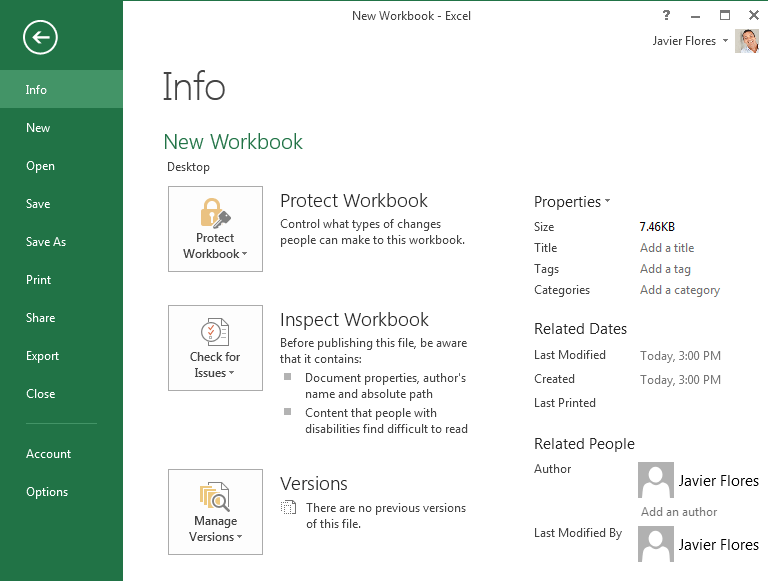 New Workbook - Excel
?
Javier Flores
Info
New
Open
Save
Save As
Print
Share
Export
Close
Account
Options
Info
New Workbook
Desktop
Protect
Workbook
Protect Workbook
Control what types of changes
people can make to this workbook.
Check for
Issues
Inspect Workbook
Before publishing this file, be aware
that it contains:
Document properties, author's
name and absolute path
Content that people with
disabilities find difficult to read
Manage
Versions
Versions
There are no previous versions
of this file.
Properties
Size 7.46KB
Title Add a title
Tags Add a tag
Categories Add a category
Related Dates
Last Modified Today, 3:00 PM
Created Today, 3:00 PM
Last Printed
Related People
Author Javier Flores
Add an author
Last Modified By Javier Flores